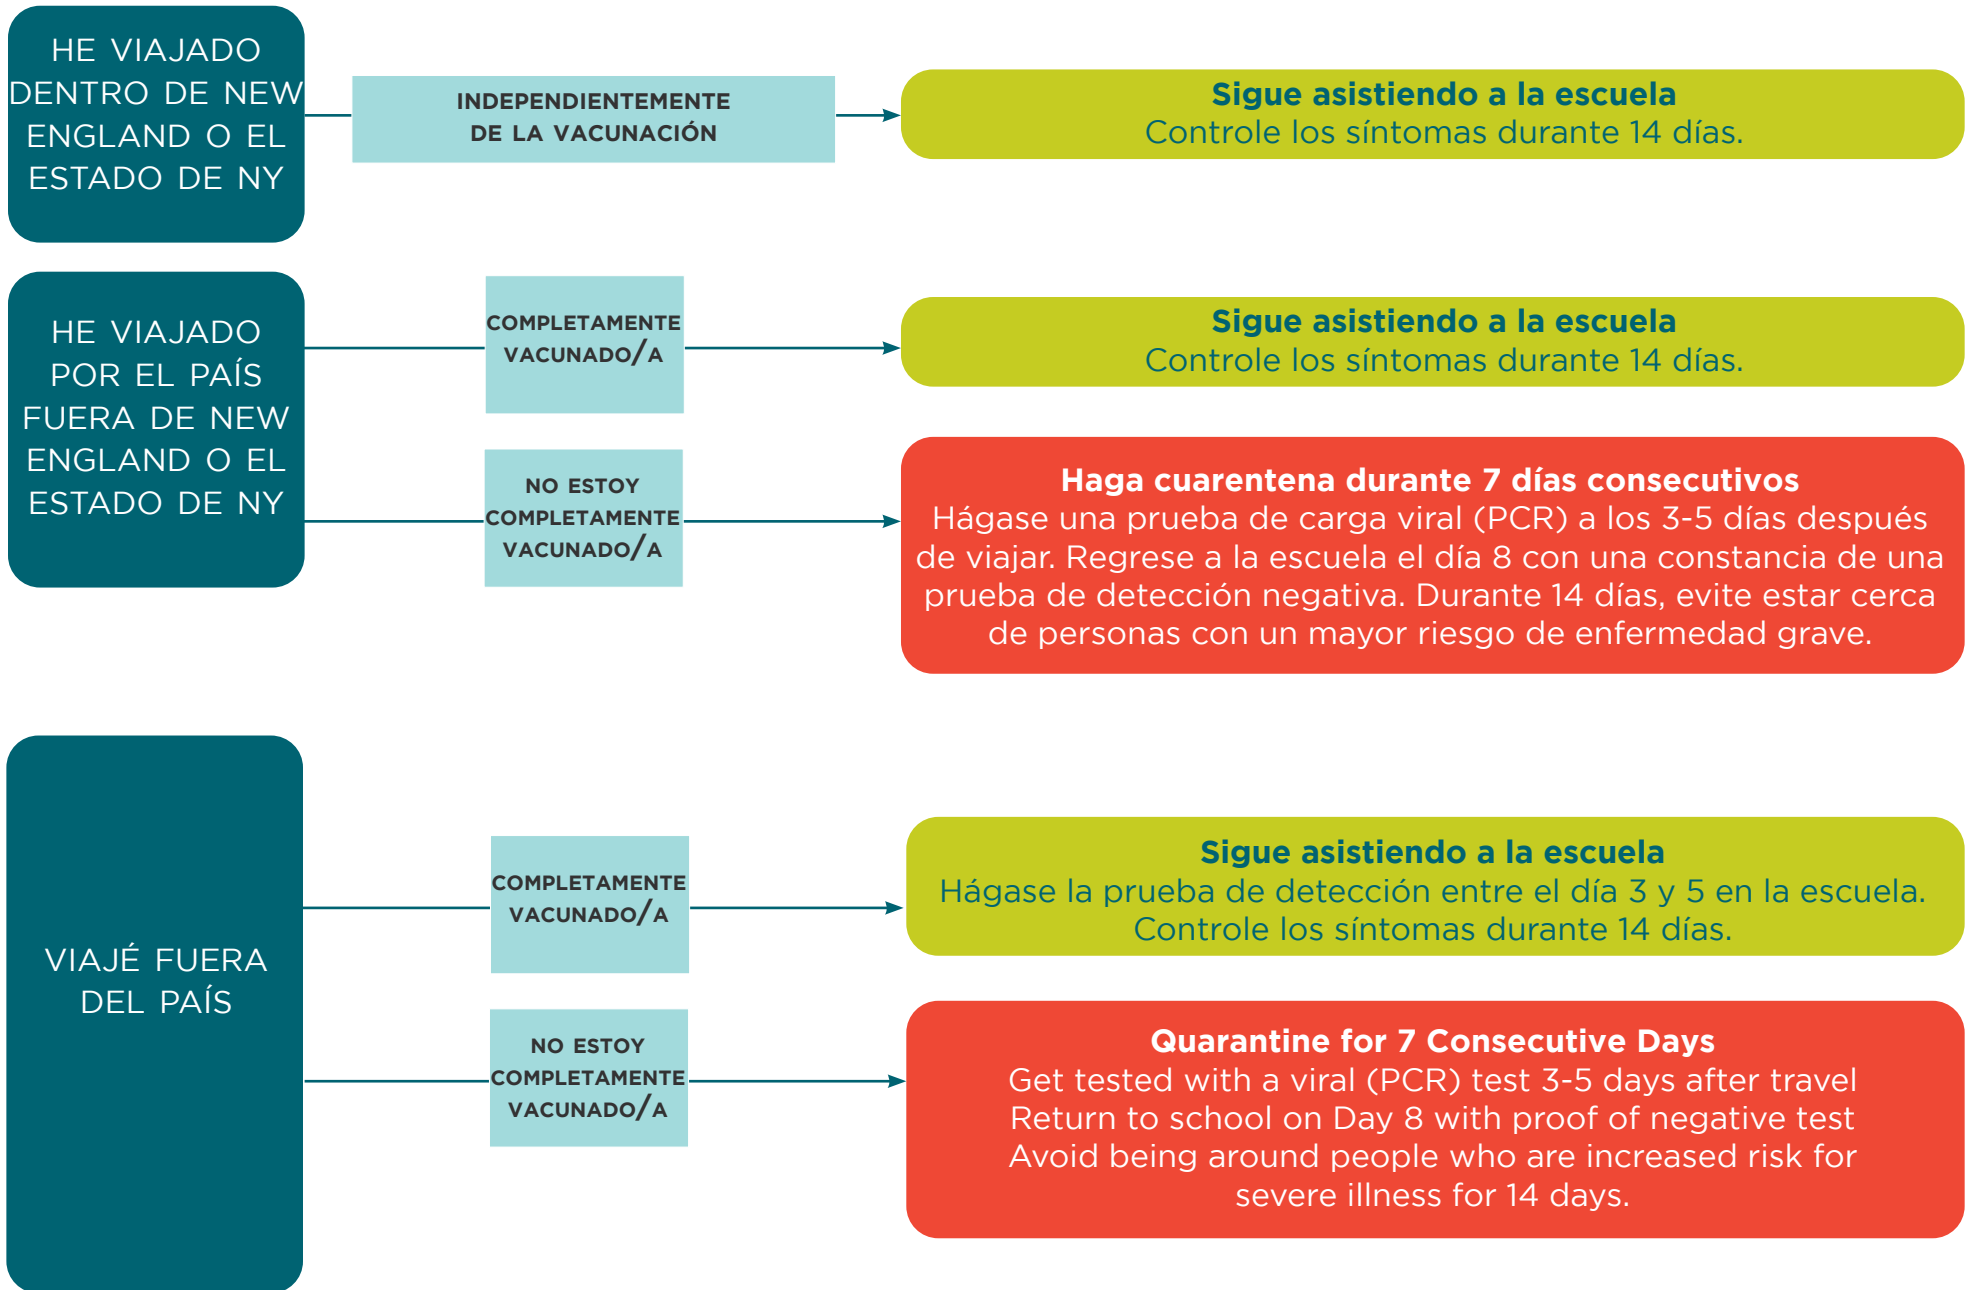 HE VIAJADO
DENTRO DE NEW
ENGLAND O EL
ESTADO DE NY
INDEPENDIENTEMENTE
DE LA VACUNACIÓN
Sigue asistiendo a la escuela
Controle los síntomas durante 14 días.
HE VIAJADO
POR EL PAÍS
FUERA DE NEW
ENGLAND O EL
ESTADO DE NY
COMPLETAMENTE
VACUNADO/A
Sigue asistiendo a la escuela
Controle los síntomas durante 14 días.
NO ESTOY
COMPLETAMENTE
VACUNADO/A
Haga cuarentena durante 7 días consecutivos
Hágase una prueba de carga viral (PCR) a los 3-5 días después
de viajar. Regrese a la escuela el día 8 con una constancia de una
prueba de detección negativa. Durante 14 días, evite estar cerca
de personas con un mayor riesgo de enfermedad grave.
VIAJÉ FUERA
DEL PAÍS
COMPLETAMENTE
VACUNADO/A
Sigue asistiendo a la escuela
Hágase la prueba de detección entre el día 3 y 5 en la escuela.
Controle los síntomas durante 14 días.
NO ESTOY
COMPLETAMENTE
VACUNADO/A
Quarantine for 7 Consecutive Days
Get tested with a viral (PCR) test 3-5 days after travel
Return to school on Day 8 with proof of negative test
Avoid being around people who are increased risk for
severe illness for 14 days.